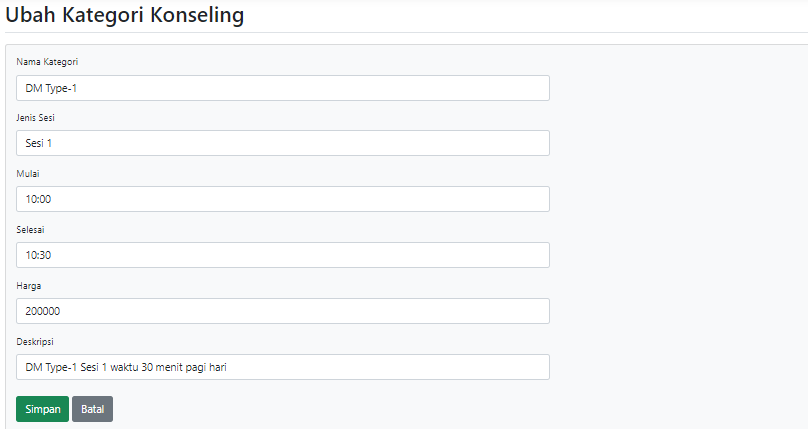 Ubah Kategori Konseling
Nama Kategori
DM Type-1
Jenis Sesi
Sesi 1
Mulai
10:00
Selesai
10:30
Harga
200000
Deskripsi
DM Type-1 Sesi 1 waktu 30 menit pagi hari
Simpan Batal